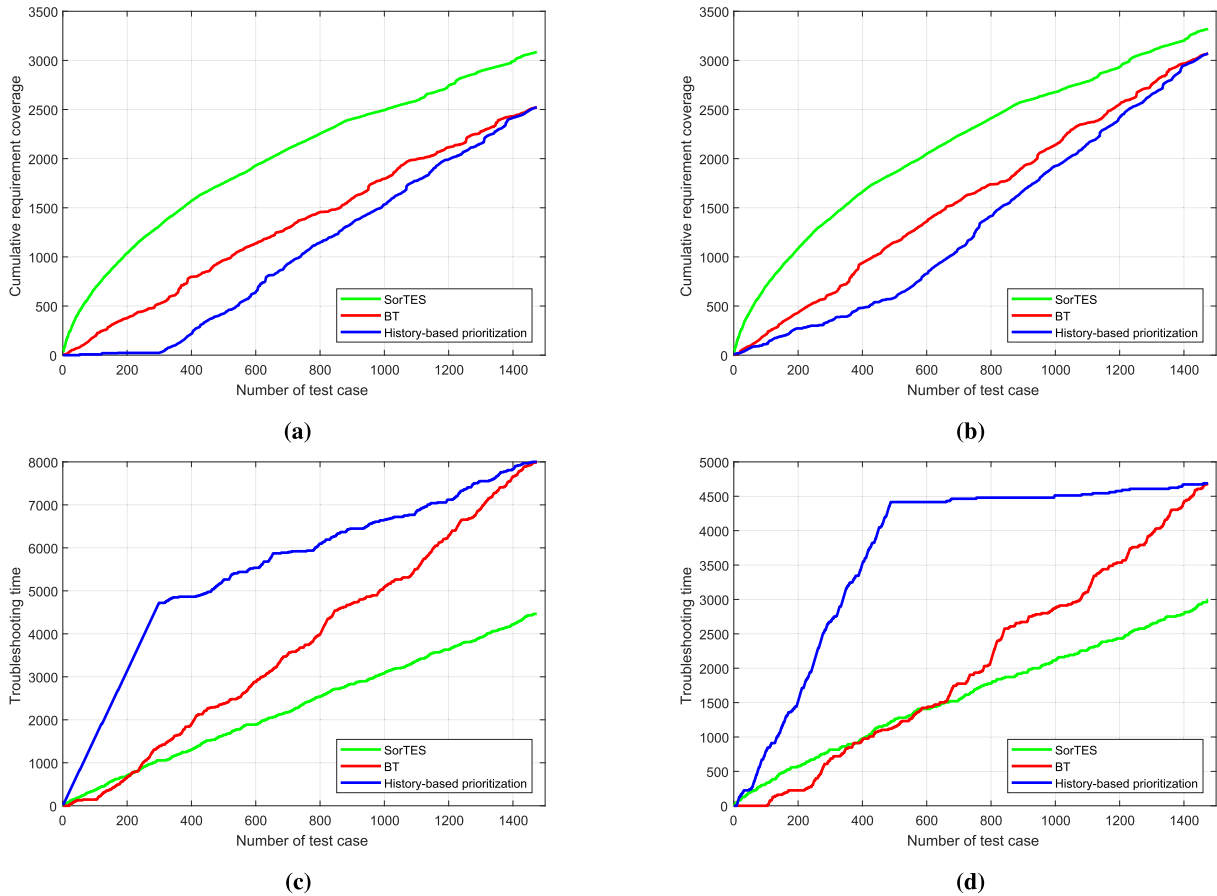 3500
3000
2500
2000
1500
1000
500
0
Cumulative requirement coverage
SorTES
BT
History-based prioritization
0 200 400 600 800 1000 1200 1400
Number of test case
(a)
3500
3000
2500
2000
1500
1000
500
0
Cumulative requirement coverage
SorTES
BT
History-based prioritization
0 200 400 600 800 1000 1200 1400
Number of test case
(b)
8000
7000
6000
5000
4000
3000
2000
1000
0
Troubleshooting time
SorTES
BT
History-based prioritization
0 200 400 600 800 1000 1200 1400
Number of test case
(c)
5000
4500
4000
3500
3000
2500
2000
1500
1000
500
0
Troubleshooting time
SorTES
BT
History-based prioritization
0 200 400 600 800 1000 1200 1400
Number of test case
(d)